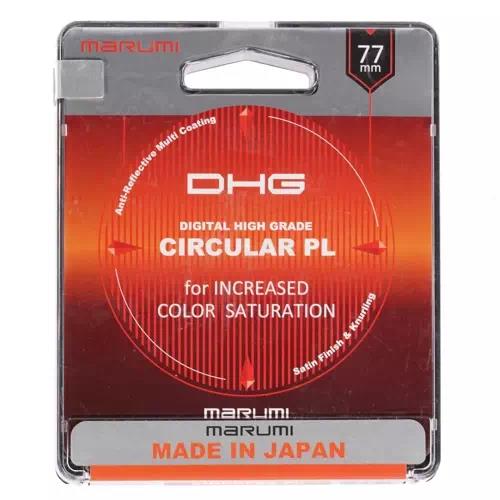 marumi
77
mm
Anti-Reflective Multi Coating
DHG
DIGITAL HIGH GRADE
CIRCULAR PL
for INCREASED
COLOR SATURATION
Satin Finish & Knurling
marumi
marumi
MADE IN JAPAN